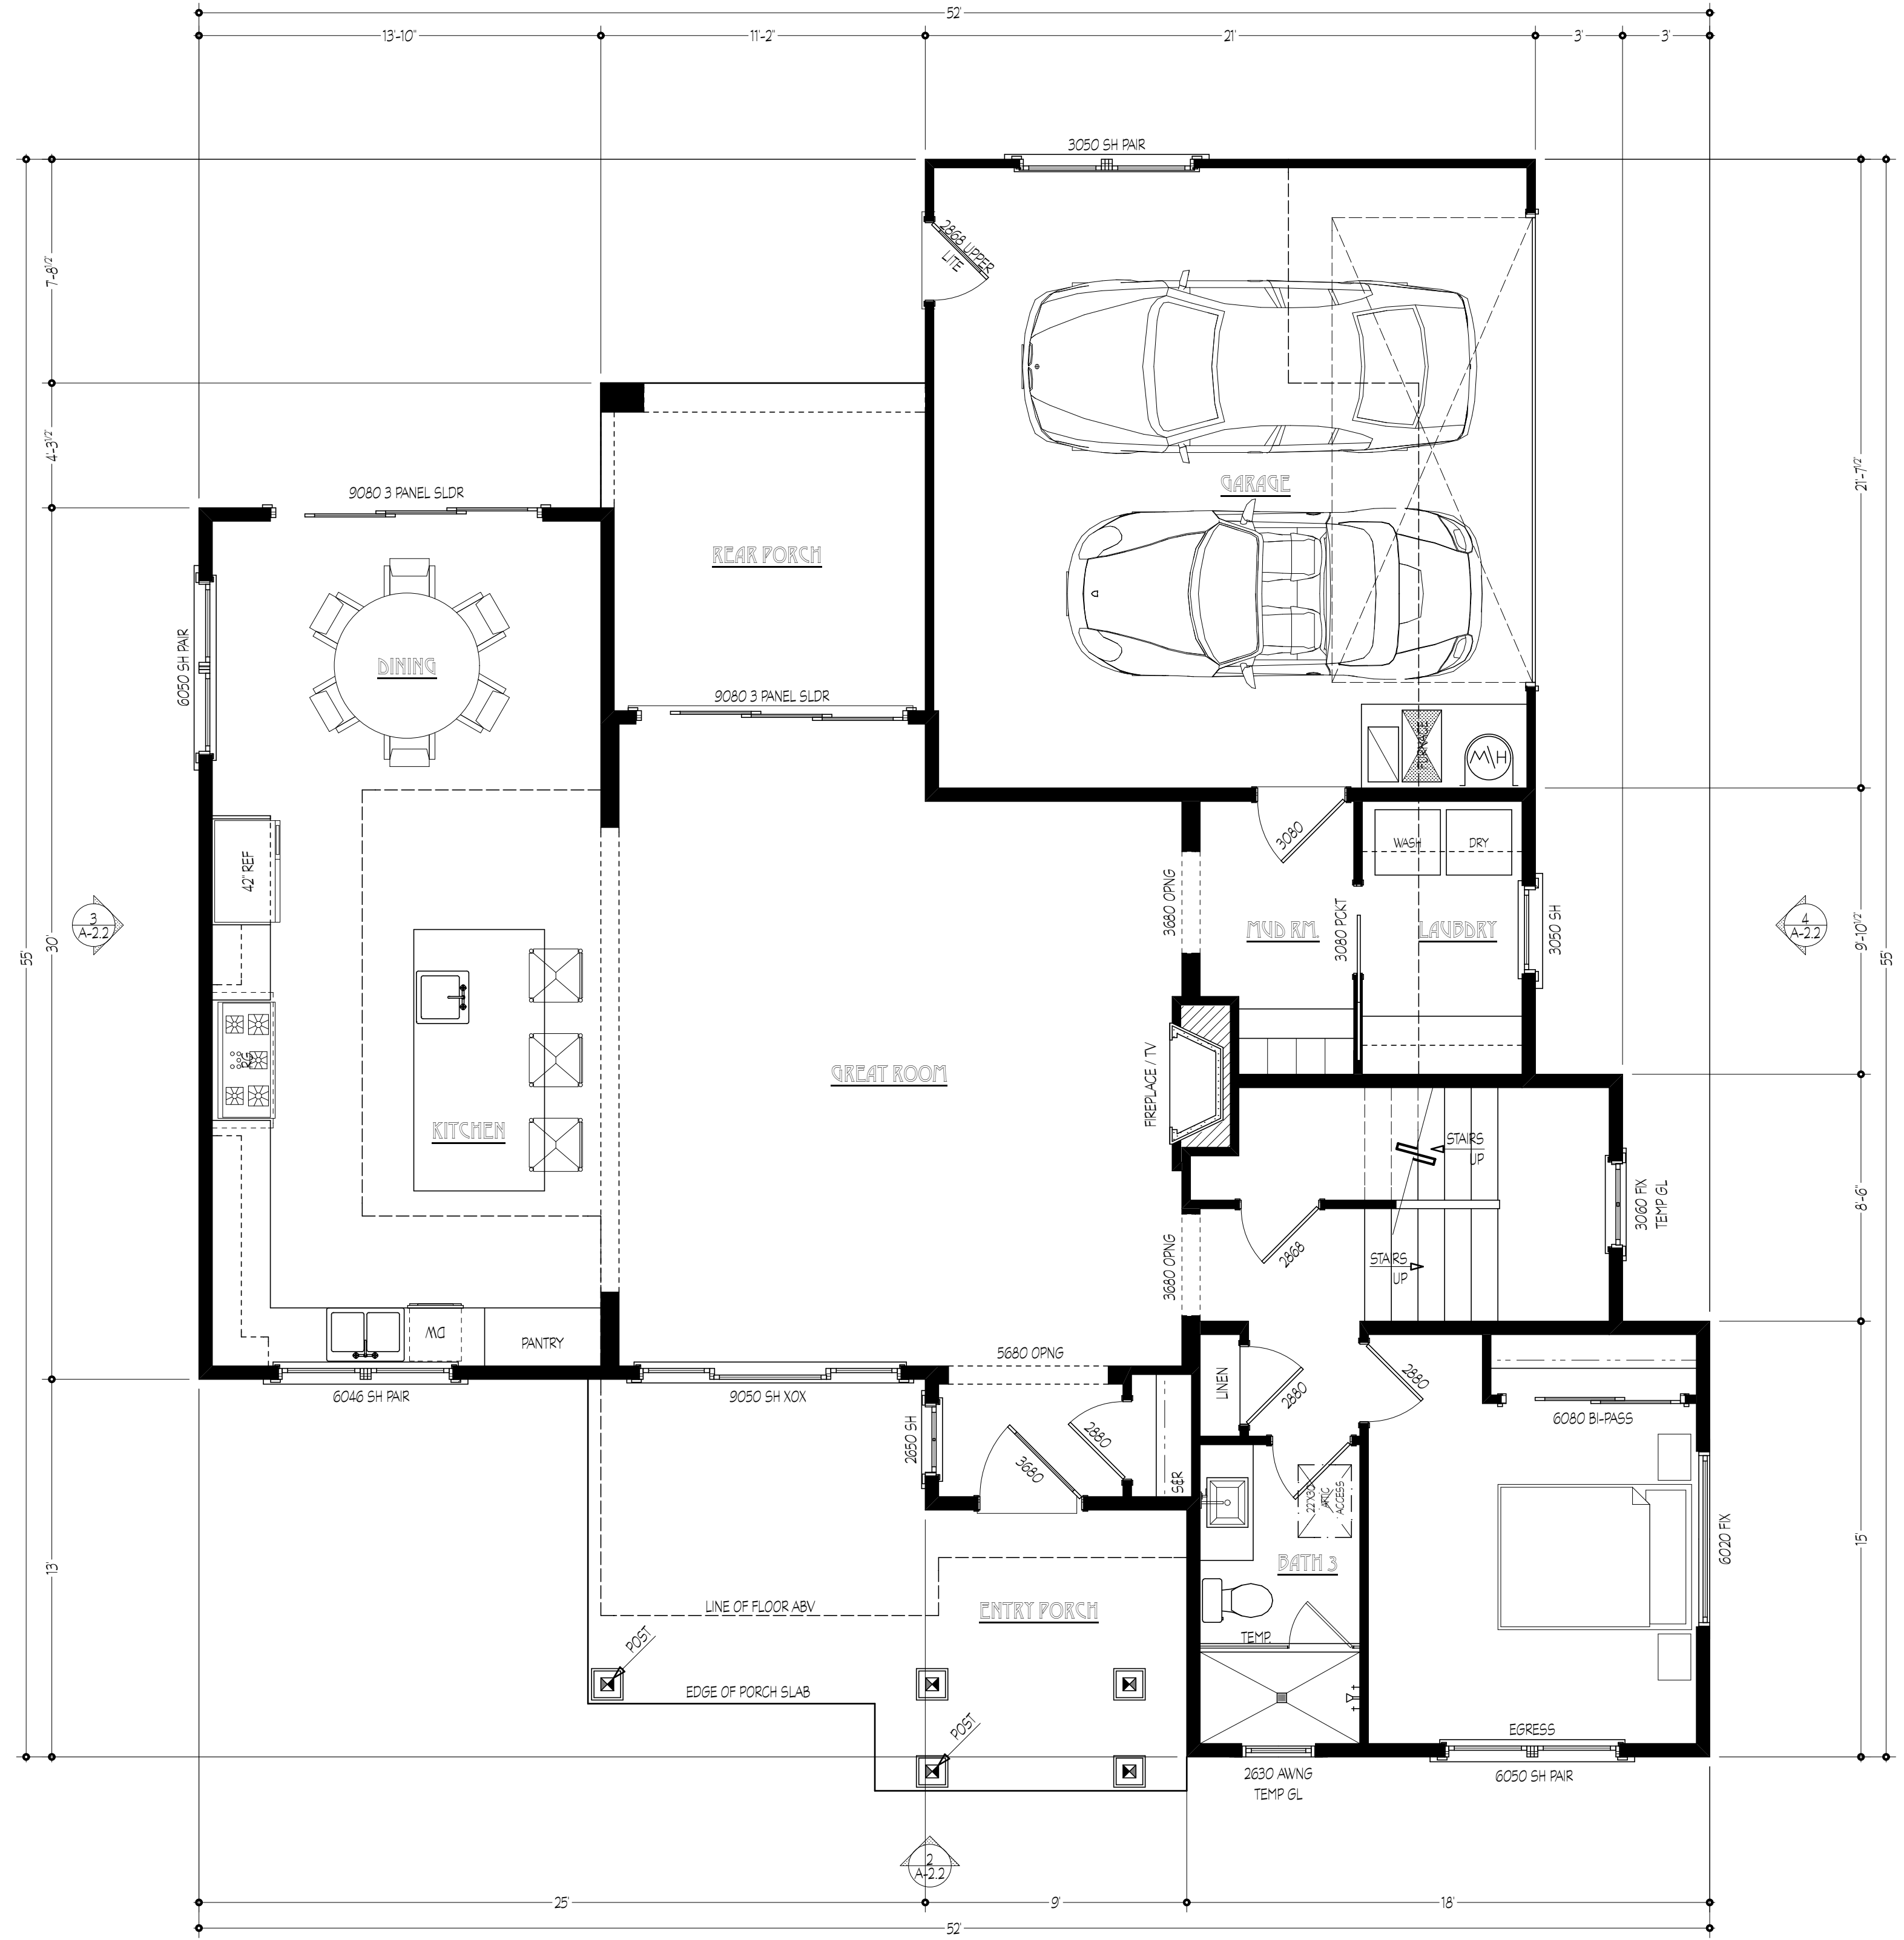 52'
13'-10"
11'-2"
21'
3'
3'
3050 SH PAIR
2868 UPPER
LITE
7'-8 1/2"
4'-3 1/2"
21'-7 1/2"
GARAGE
9080 3 PANEL SLDR
REAR PORCH
6050 SH PAIR
DINING
9080 3 PANEL SLDR
FURNACE
W\H
3080
WASH
DRY
42" REF
3680 OPNG
MUD RM.
3080 PCKT
LAUBDRY
3050 SH
3
A-2.2
4
A-2.2
55'
30'
9'-10 1/2"
55'
RG
FIREPLACE / TV
GREAT ROOM
KITCHEN
STAIRS
UP
3060 FIX
TEMP GL
8'-6"
3680 OPNG
2868
STAIRS
UP
DW
PANTRY
5680 OPNG
LINEN
2880
2880
6046 SH PAIR
9050 SH XOX
6080 BI-PASS
2650 SH
2880
3680
S&R
22"X30"
ATIC
ACCESS
6020 FIX
13'
15'
BATH 3
LINE OF FLOOR ABV
ENTRY PORCH
TEMP.
POST
EDGE OF PORCH SLAB
POST
EGRESS
2630 AWNG
TEMP GL
6050 SH PAIR
2
A-2.2
25'
9'
18'
52'